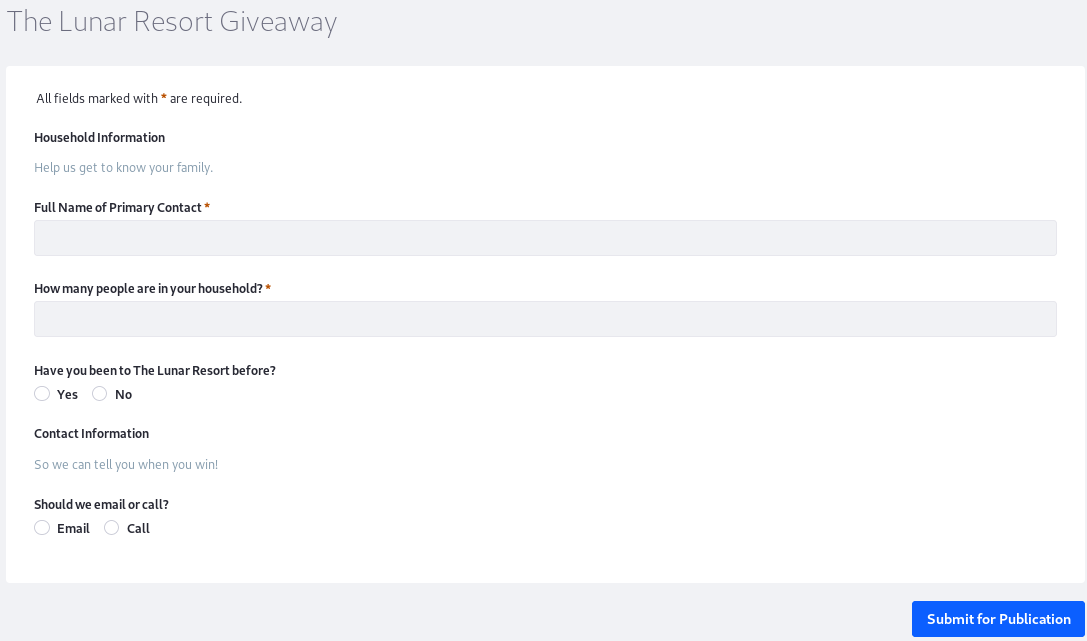 The Lunar Resort Giveaway
All fields marked with * are required.
Household Information
Help us get to know your family.
Full Name of Primary Contact *
How many people are in your household? *
Have you been to The Lunar Resort before?
Yes No
Contact Information
So we can tell you when you win!
Should we email or call?
Email Call
Submit for Publication